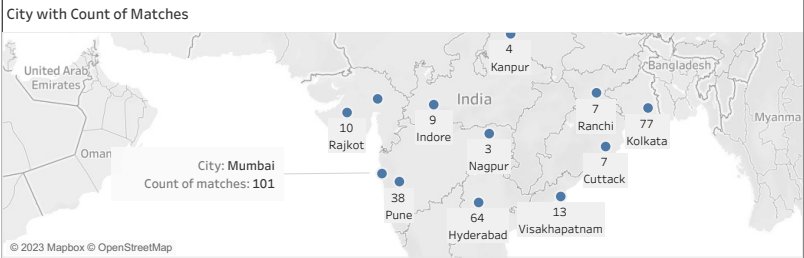 City with Count of Matches
4
Kanpur
United Arab
Emirates
Bangladesh
India
10
Rajkot
9
Indore
7
Ranchi
77
Kolkata
Myanma
3
Nagpur
Oman
7
Cuttack
City: Mumbai
Count of matches: 101
38
Pune
64
Hyderabad
13
Visakhapatnam
© 2023 Mapbox © OpenStreetMap